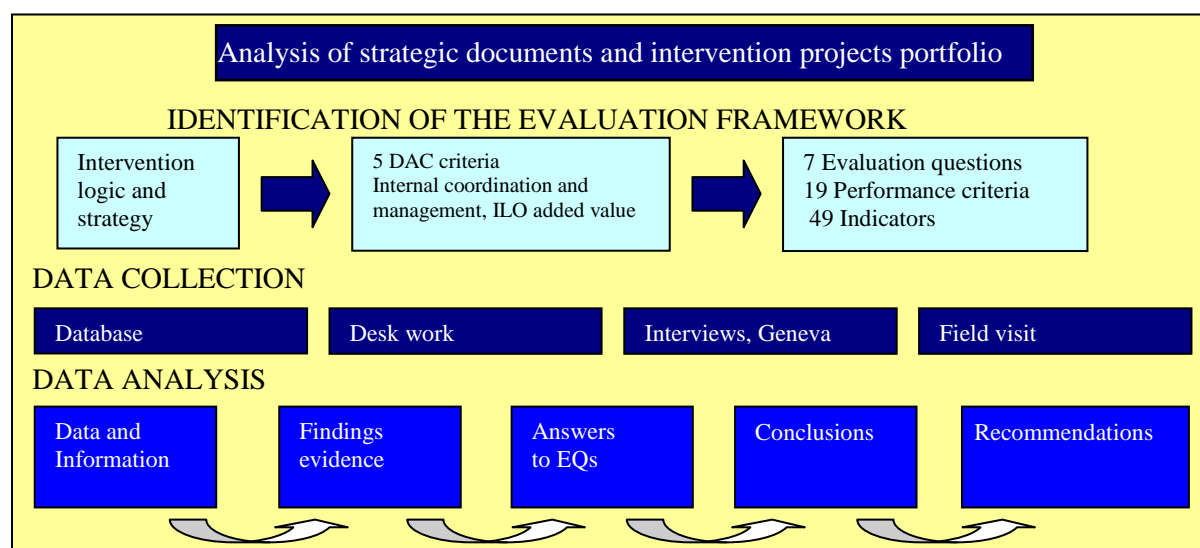 Analysis of strategic documents and intervention projects portfolio
IDENTIFICATION OF THE EVALUATION FRAMEWORK
Intervention
logic and
strategy
5 DAC criteria
Internal coordination and
management, ILO added value
7 Evaluation questions
19 Performance criteria
49 Indicators
DATA COLLECTION
Database
Desk work
Interviews, Geneva
Field visit
DATA ANALYSIS
Data and
Information
Findings
evidence
Answers
to EQs
Conclusions
Recommendations